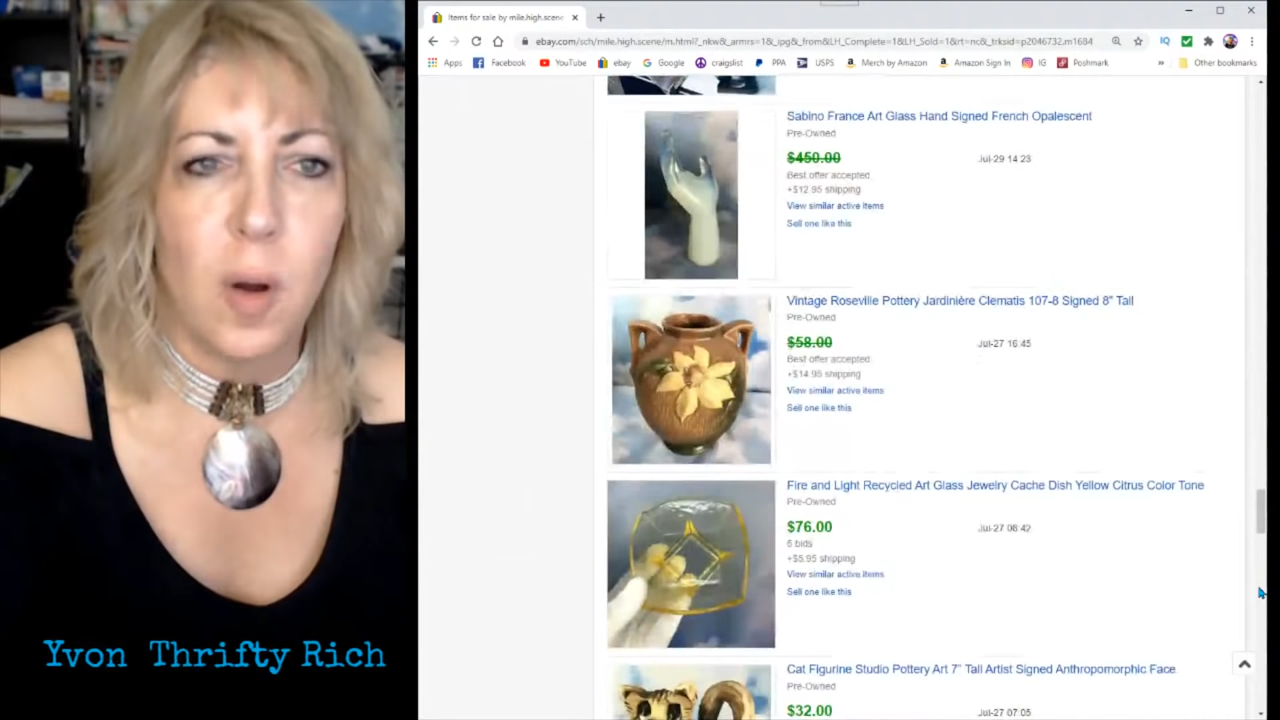 Items for sale by mile.high.scene
ebay.com/sch/mile.high.scene/m.html?_nkw&_armrs=1&_ipg&_from&LH_Complete=1&LH_Sold=1&rt=nc&_trksid=p2046732.m1684
Apps Facebook YouTube ebay Google craigslist PPA USPS Merch by Amazon Amazon Sign In IG Poshmark » Other bookmarks
Sabino France Art Glass Hand Signed French Opalescent
Pre-Owned
$450.00 Jul-29 14:23
Best offer accepted
+$12.95 shipping
View similar active items
Sell one like this
Vintage Roseville Pottery Jardinière Clematis 107-8 Signed 8" Tall
Pre-Owned
$58.00 Jul-27 16:45
Best offer accepted
+$14.95 shipping
View similar active items
Sell one like this
Fire and Light Recycled Art Glass Jewelry Cache Dish Yellow Citrus Color Tone
Pre-Owned
$76.00 Jul-27 08:42
5 bids
+$5.95 shipping
View similar active items
Sell one like this
Cat Figurine Studio Pottery Art 7" Tall Artist Signed Anthropomorphic Face
Pre-Owned
$32.00 Jul-27 07:05
Yvon Thrifty Rich